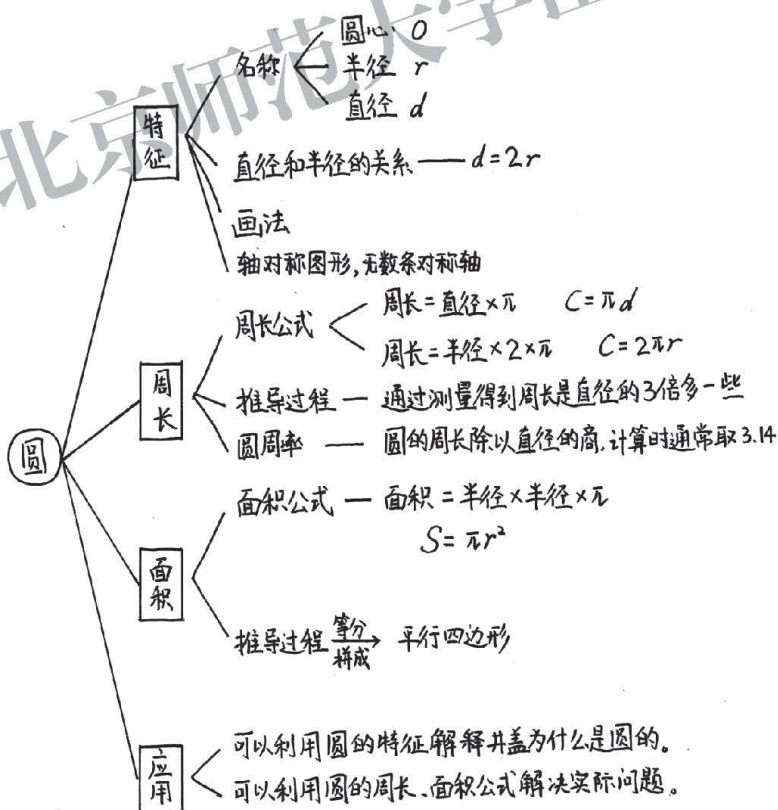 北京师范大学出
圆心 O
名称 半径 r
直径 d
特征
直径和半径的关系——d=2r
画法
轴对称图形,无数条对称轴
周长=直径×π C=πd
周长公式
周长=半径×2×π C=2πr
周长
推导过程—通过测量得到周长是直径的3倍多一些
圆周率——圆的周长除以直径的商,计算时通常取3.14
圆
面积公式—面积=半径×半径×π
S=πr²
面积
推导过程 等分 拼成 平行四边形
可以利用圆的特征解释井盖为什么是圆的。
应用
可以利用圆的周长、面积公式解决实际问题。